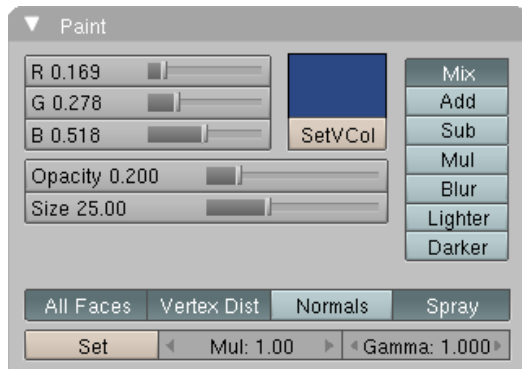 Paint
R 0.169
G 0.278
B 0.518
SetVCol
Opacity 0.200
Size 25.00
Mix
Add
Sub
Mul
Blur
Lighter
Darker
All Faces Vertex Dist Normals Spray
Set Mul: 1.00 Gamma: 1.000